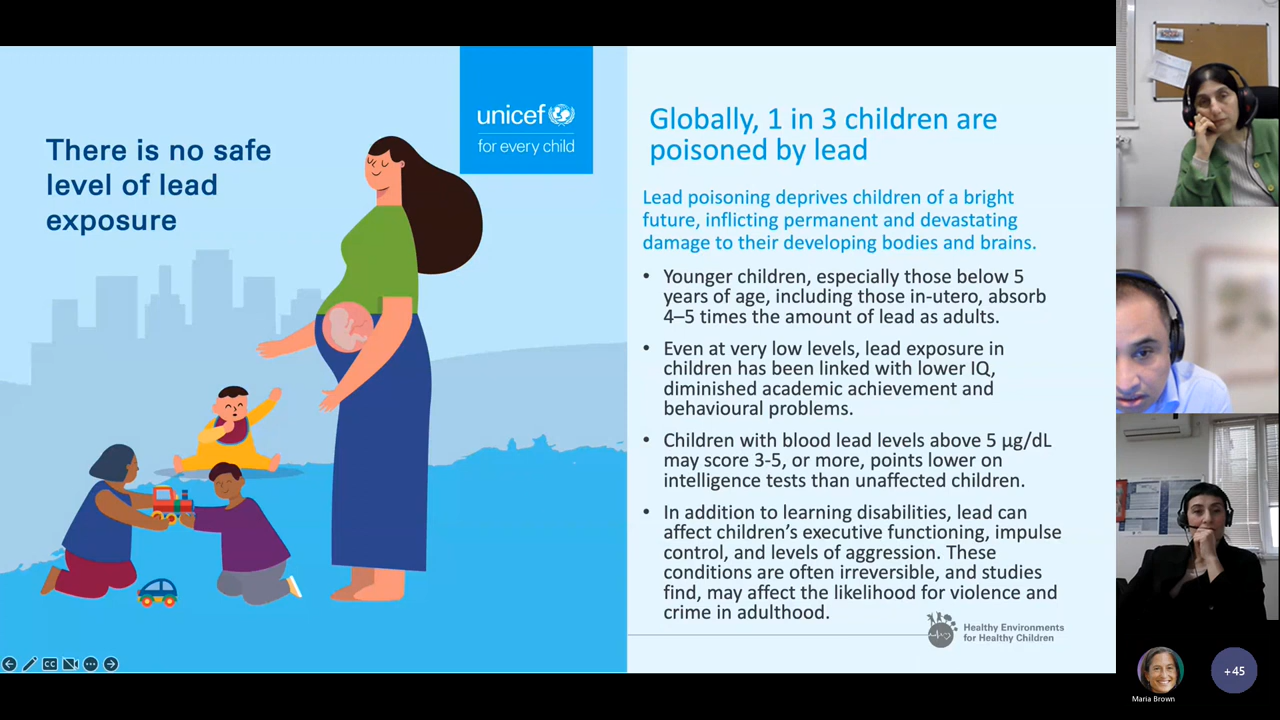 There is no safe
level of lead
exposure
unicef
for every child
Globally, 1 in 3 children are
poisoned by lead
Lead poisoning deprives children of a bright
future, inflicting permanent and devastating
damage to their developing bodies and brains.
• Younger children, especially those below 5
years of age, including those in-utero, absorb
4–5 times the amount of lead as adults.
• Even at very low levels, lead exposure in
children has been linked with lower IQ,
diminished academic achievement and
behavioural problems.
• Children with blood lead levels above 5 µg/dL
may score 3-5, or more, points lower on
intelligence tests than unaffected children.
• In addition to learning disabilities, lead can
affect children’s executive functioning, impulse
control, and levels of aggression. These
conditions are often irreversible, and studies
find, may affect the likelihood for violence and
crime in adulthood.
Healthy Environments
for Healthy Children
CC
Maria Brown
+45